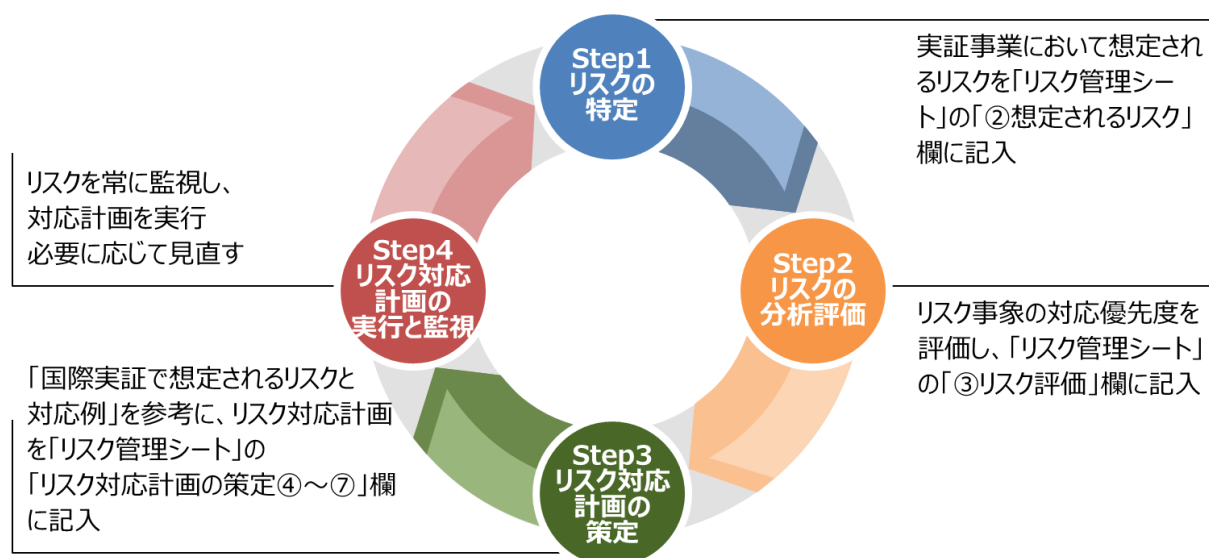 Step1
リスクの
特定
実証事業において想定され
るリスクを「リスク管理シー
ト」の「②想定されるリスク」
欄に記入
Step2
リスクの
分析評価
リスク事象の対応優先度を
評価し、「リスク管理シート」
の「③リスク評価」欄に記入
Step3
リスク対応
計画の
策定
「国際実証で想定されるリスクと
対応例」を参考に、リスク対応計画
を「リスク管理シート」の
「リスク対応計画の策定④～⑦」欄
に記入
Step4
リスク対応
計画の
実行と監視
リスクを常に監視し、
対応計画を実行
必要に応じて見直す